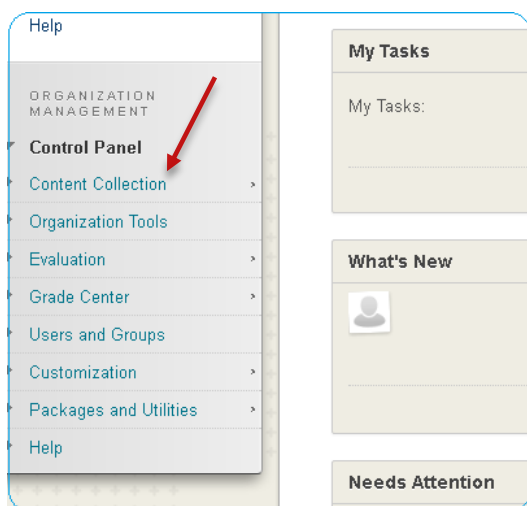 Help
ORGANIZATION
MANAGEMENT
Control Panel
Content Collection
Organization Tools
Evaluation
Grade Center
Users and Groups
Customization
Packages and Utilities
Help
My Tasks
My Tasks:
What's New
Needs Attention